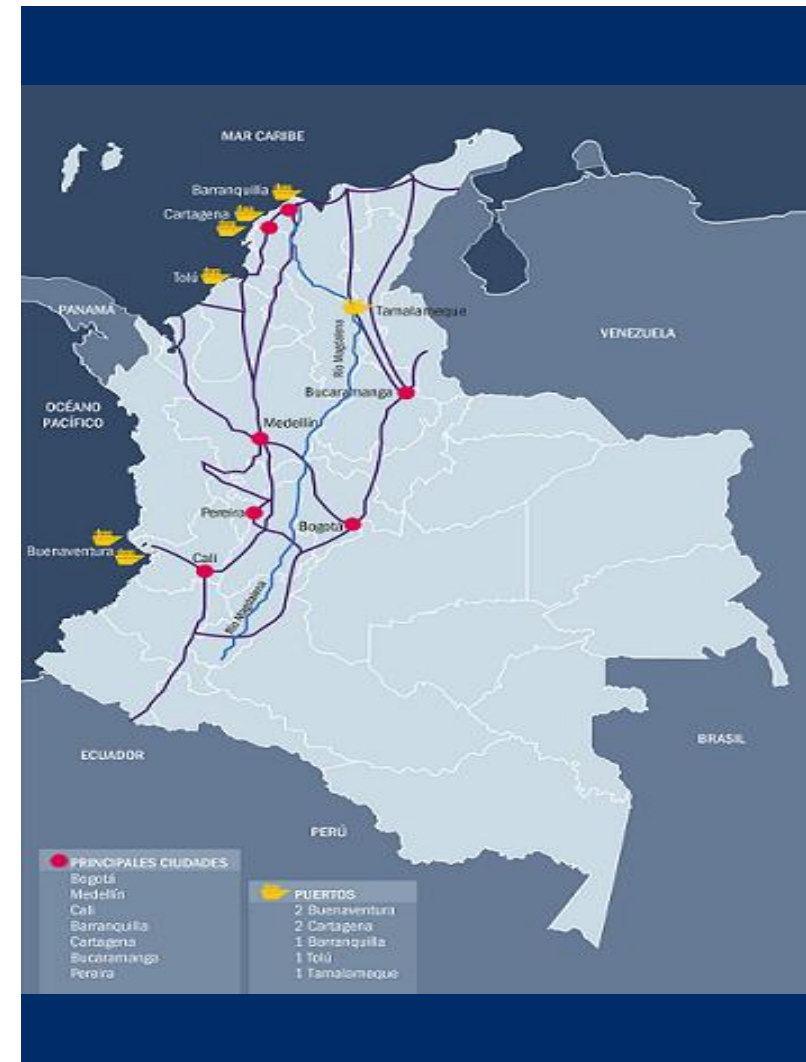 MAR CARIBE
Barranquilla
Cartagena
Tolú
PANAMÁ
Tamalameque
VENEZUELA
Río Magdalena
Bucaramanga
OCÉANO
PACÍFICO
Medellín
Pereira
Bogotá
Buenaventura
Cali
Río Magdalena
BRASIL
ECUADOR
PERÚ
PRINCIPALES CIUDADES
Bogotá
Medellín
Cali
Barranquilla
Cartagena
Bucaramanga
Pereira
PUERTOS
2 Buenaventura
2 Cartagena
1 Barranquilla
1 Tolú
1 Tamalameque